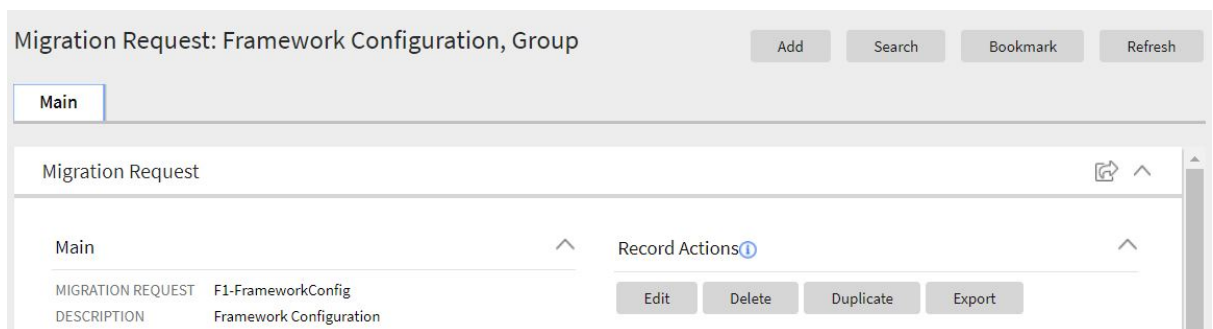 Migration Request: Framework Configuration, Group
Add Search Bookmark Refresh
Main
Migration Request
Main
Record Actions
MIGRATION REQUEST F1-FrameworkConfig
Edit Delete Duplicate Export
DESCRIPTION Framework Configuration